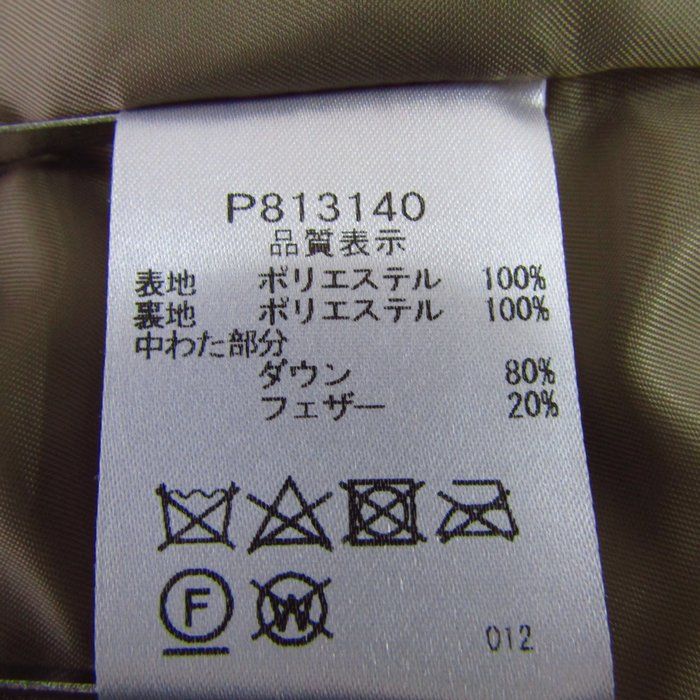 P813140
品質表示
表地 ポリエステル 100%
裏地 ポリエステル 100%
中わた部分
ダウン 80%
フェザー 20%
F W
012